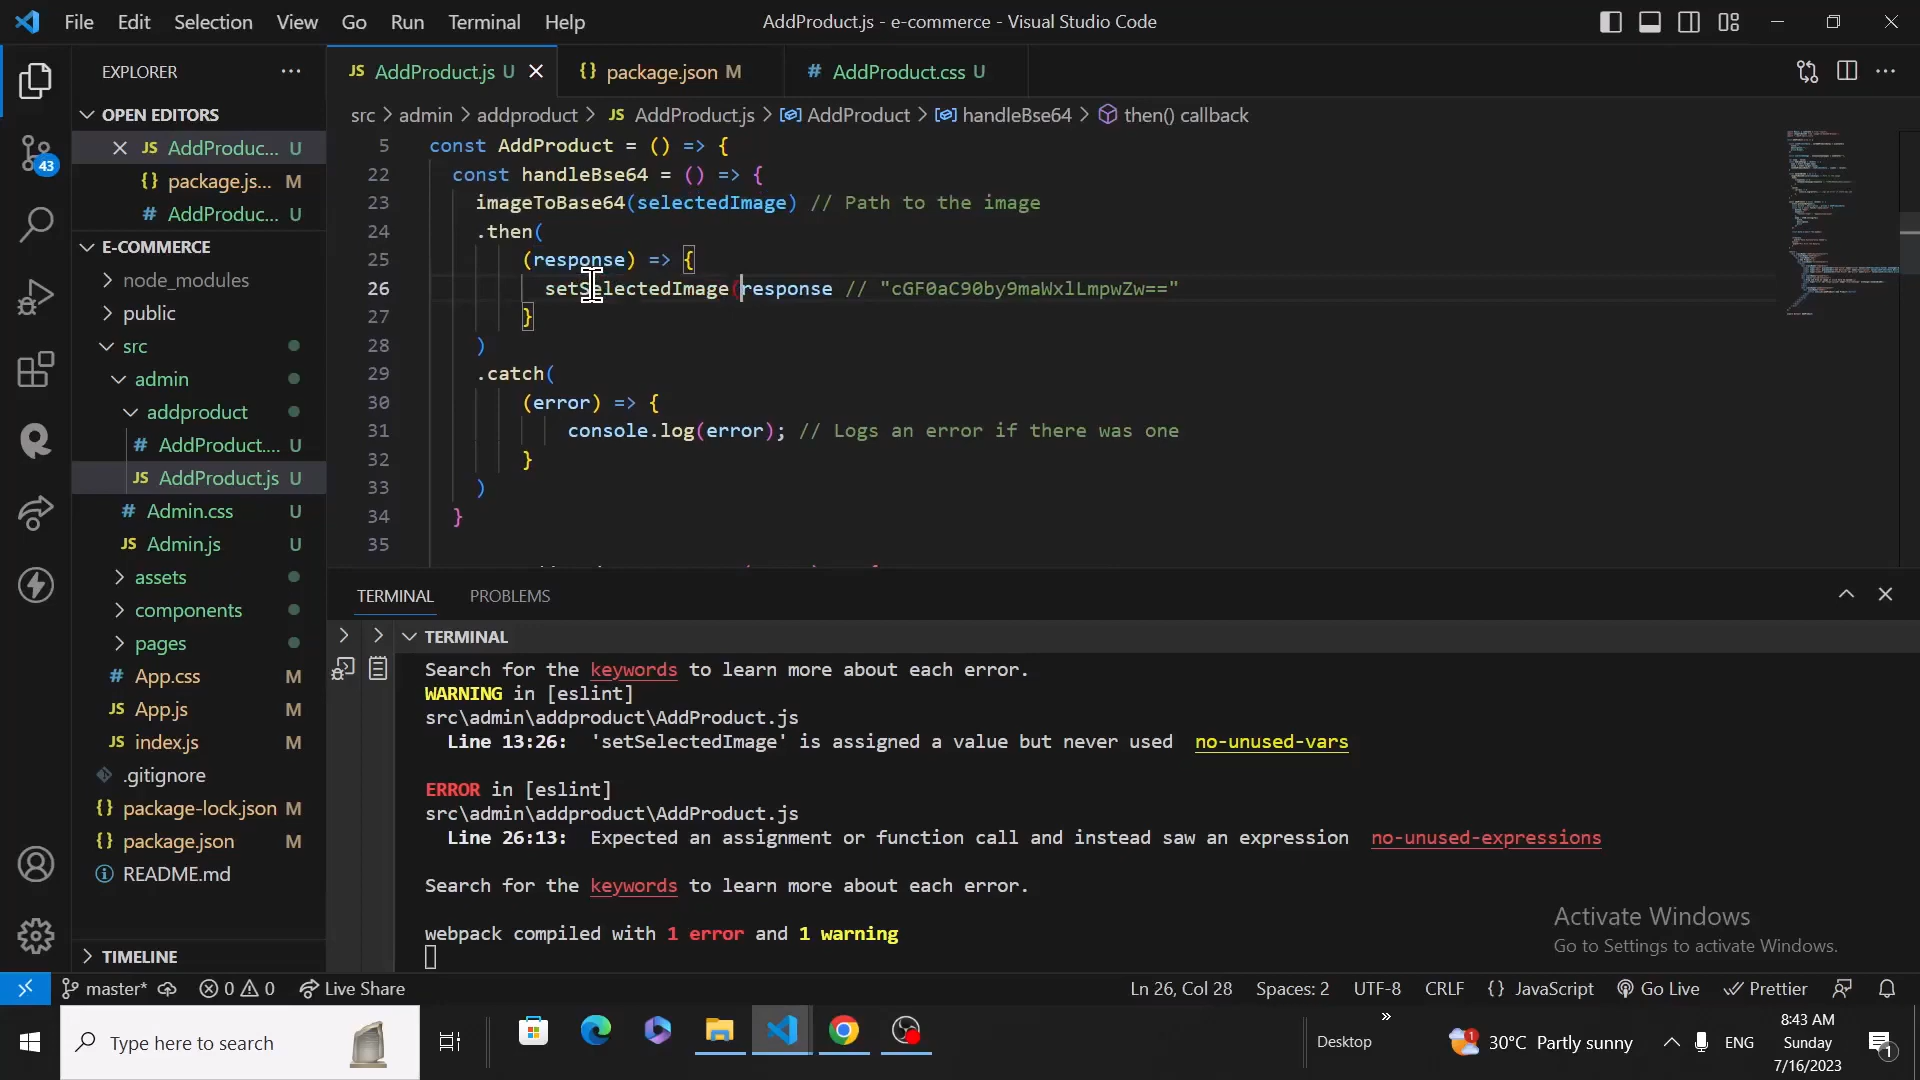 File Edit Selection View Go Run Terminal Help
AddProduct.js - e-commerce - Visual Studio Code
EXPLORER
OPEN EDITORS
AddProduc... U
package.js... M
AddProduc... U
E-COMMERCE
node_modules
public
src
admin
addproduct
AddProduct.... U
AddProduct.js U
Admin.css U
Admin.js U
assets
components
pages
App.css M
App.js M
index.js M
.gitignore
package-lock.json M
package.json M
README.md
TIMELINE
43
AddProduct.js U
package.json M
AddProduct.css U
src > admin > addproduct > JS AddProduct.js > AddProduct > handleBse64 > then() callback
5 const AddProduct = () => {
22 const handleBse64 = () => {
23 imageToBase64(selectedImage) // Path to the image
24 .then(
25 (response) => {
26 setSelectedImage(response // "cGF0aC90by9maWxlLmpwZw=="
27 }
28 )
29 .catch(
30 (error) => {
31 console.log(error); // Logs an error if there was one
32 }
33 )
34 }
35
TERMINAL PROBLEMS
TERMINAL
Search for the keywords to learn more about each error.
WARNING in [eslint]
src\admin\addproduct\AddProduct.js
Line 13:26: 'setSelectedImage' is assigned a value but never used no-unused-vars
ERROR in [eslint]
src\admin\addproduct\AddProduct.js
Line 26:13: Expected an assignment or function call and instead saw an expression no-unused-expressions
Search for the keywords to learn more about each error.
webpack compiled with 1 error and 1 warning
Activate Windows
Go to Settings to activate Windows.
master* 0 0 Live Share
Ln 26, Col 28 Spaces: 2 UTF-8 CRLF {} JavaScript Go Live Prettier
Type here to search
Desktop
1
30°C Partly sunny
ENG
8:43 AM
Sunday
7/16/2023
1